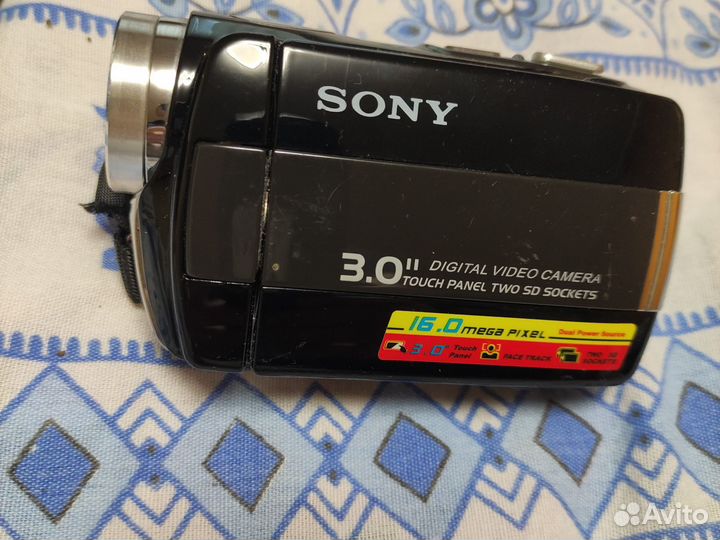 SONY
3.0" DIGITAL VIDEO CAMERA
TOUCH PANEL TWO SD SOCKETS
16.0 mega PIXEL Dual Power Source
3.0" Touch Panel FACE TRACK TWO SD SOCKETS
Avito